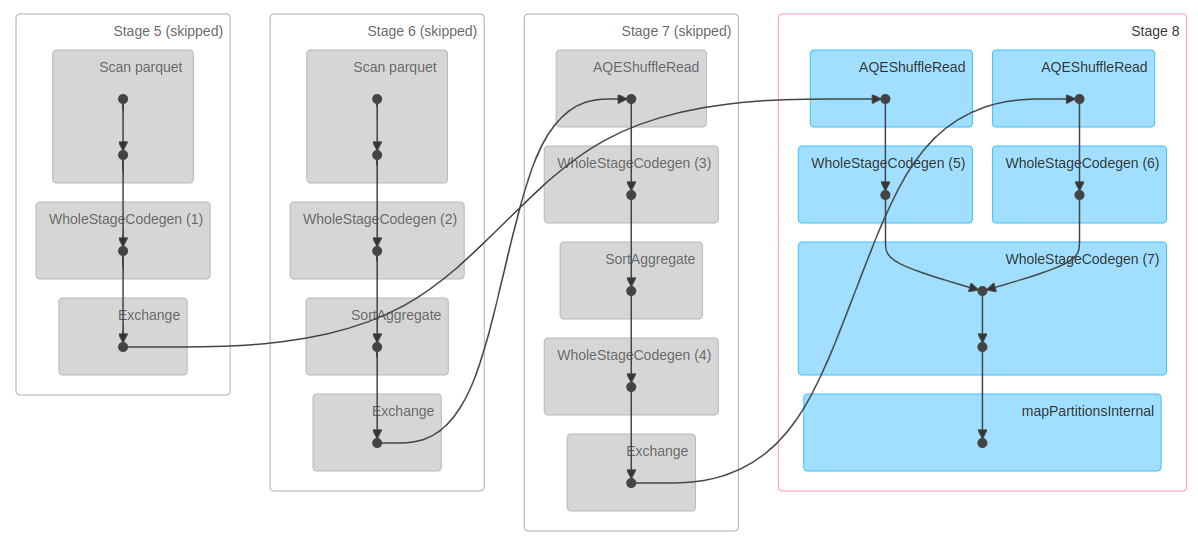 Stage 5 (skipped)
Scan parquet
WholeStageCodegen (1)
Exchange
Stage 6 (skipped)
Scan parquet
WholeStageCodegen (2)
SortAggregate
Exchange
Stage 7 (skipped)
AQEShuffleRead
WholeStageCodegen (3)
SortAggregate
WholeStageCodegen (4)
Exchange
Stage 8
AQEShuffleRead
AQEShuffleRead
WholeStageCodegen (5)
WholeStageCodegen (6)
WholeStageCodegen (7)
mapPartitionsInternal